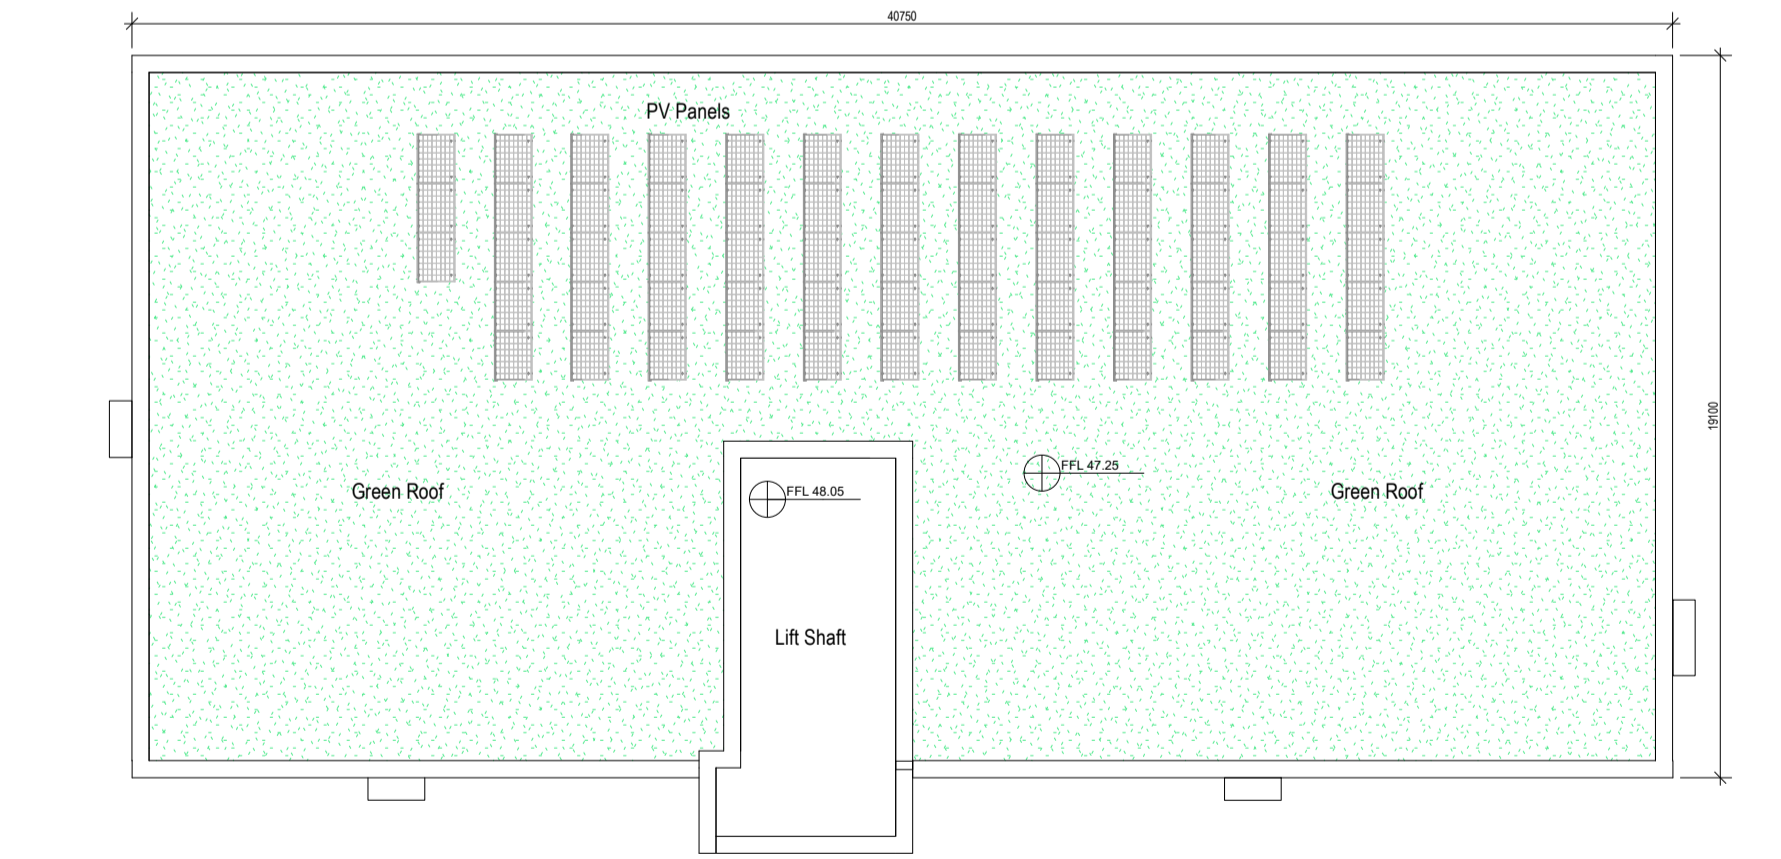 40750
PV Panels
19100
FFL 47.25
Green Roof
FFL 48.05
Green Roof
Lift Shaft